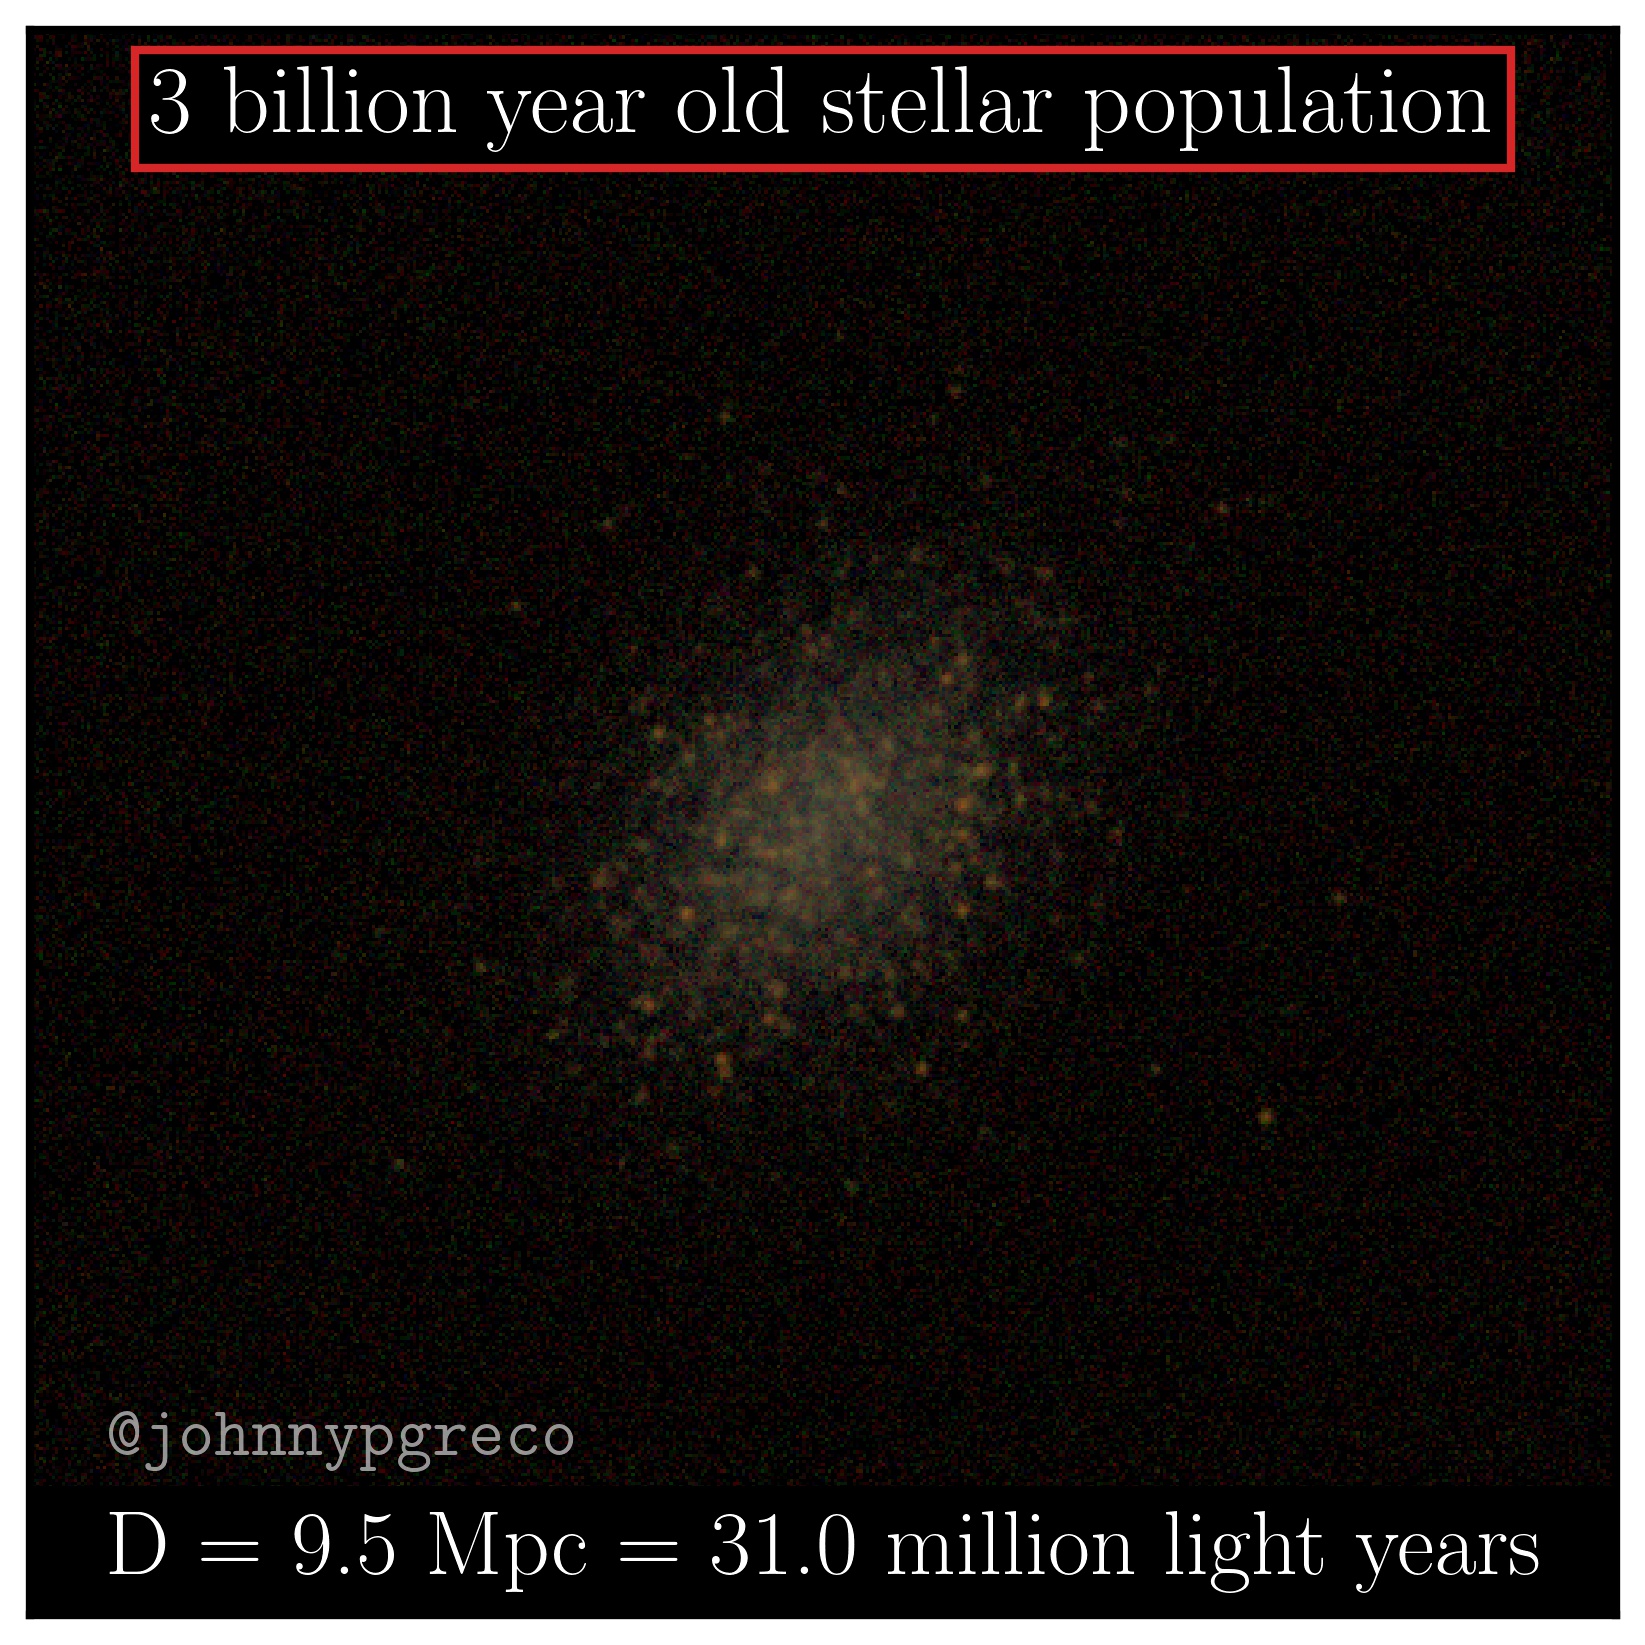 3 billion year old stellar population
@johnnypgreco
D = 9.5 Mpc = 31.0 million light years